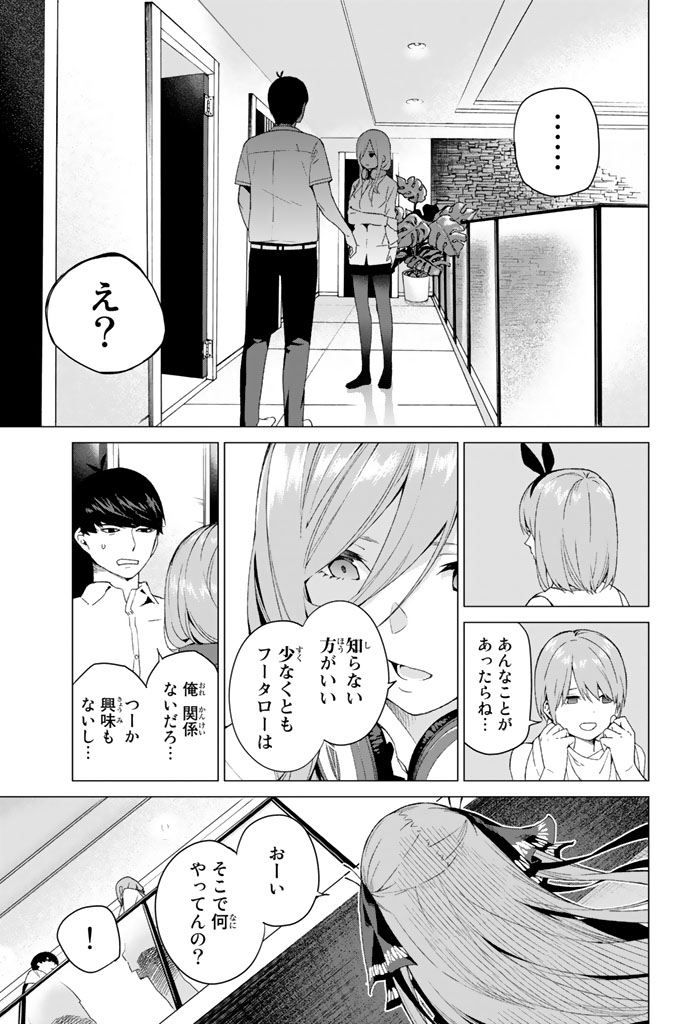 ……
え?
あんなことが
あったらね…
知らない
方がいい
少なくとも
フータローは
俺 関係
ないだろ…
つーか
興味も
ないし…
おーい
そこで何
やってんの?
!